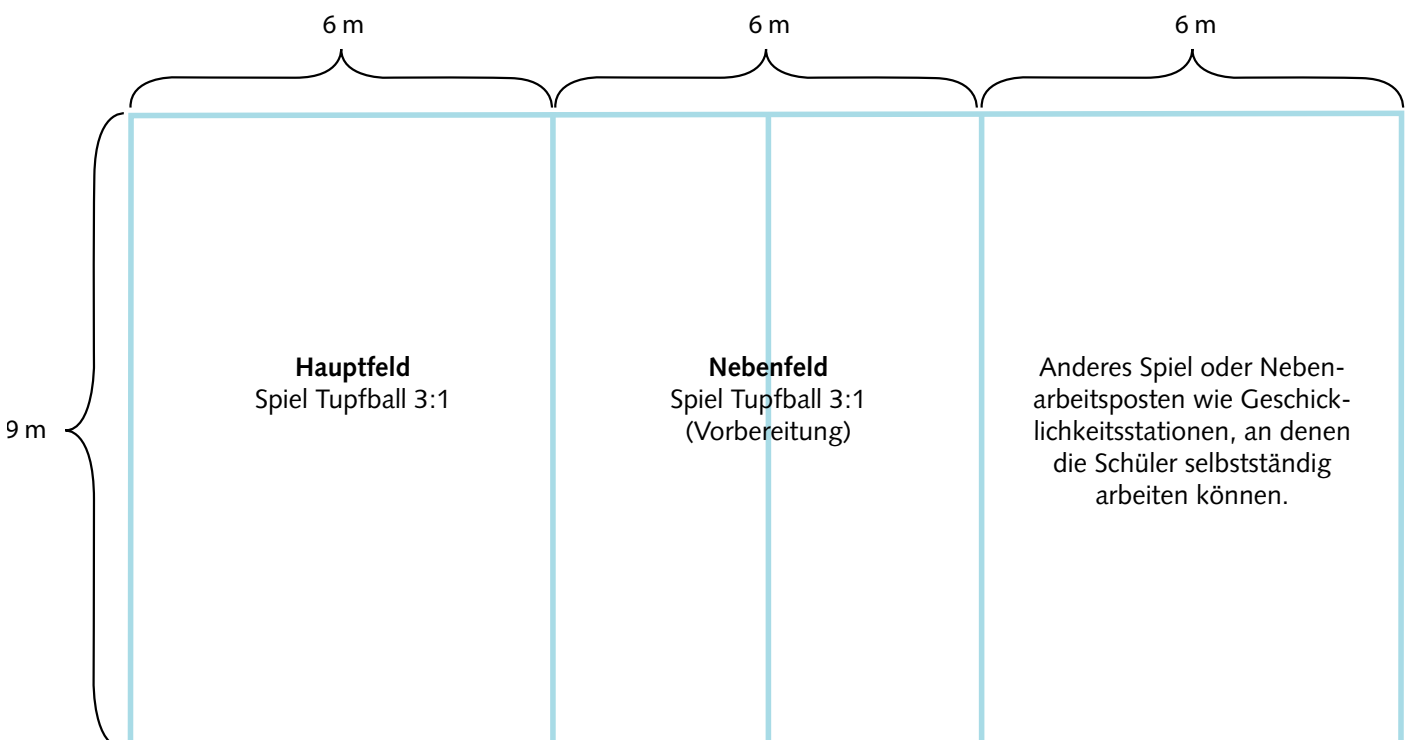 6 m
6 m
6 m
9 m
Hauptfeld
Spiel Tupfball 3:1
Nebenfeld
Spiel Tupfball 3:1
(Vorbereitung)
Anderes Spiel oder Neben-
arbeitsposten wie Geschick-
lichkeitsstationen, an denen
die Schüler selbstständig
arbeiten können.